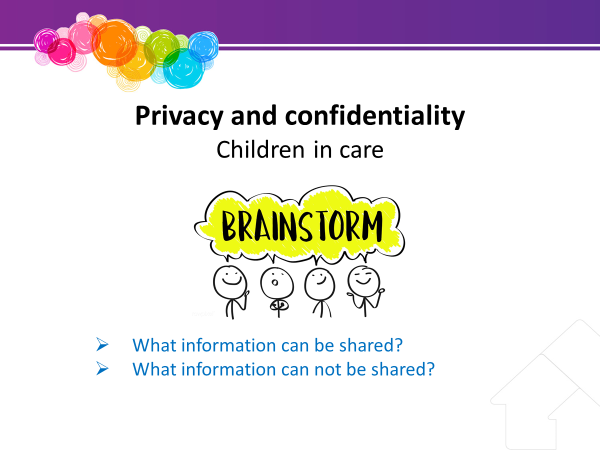 Privacy and confidentiality
Children in care
BRAINSTORM
➢ What information can be shared?
➢ What information can not be shared?